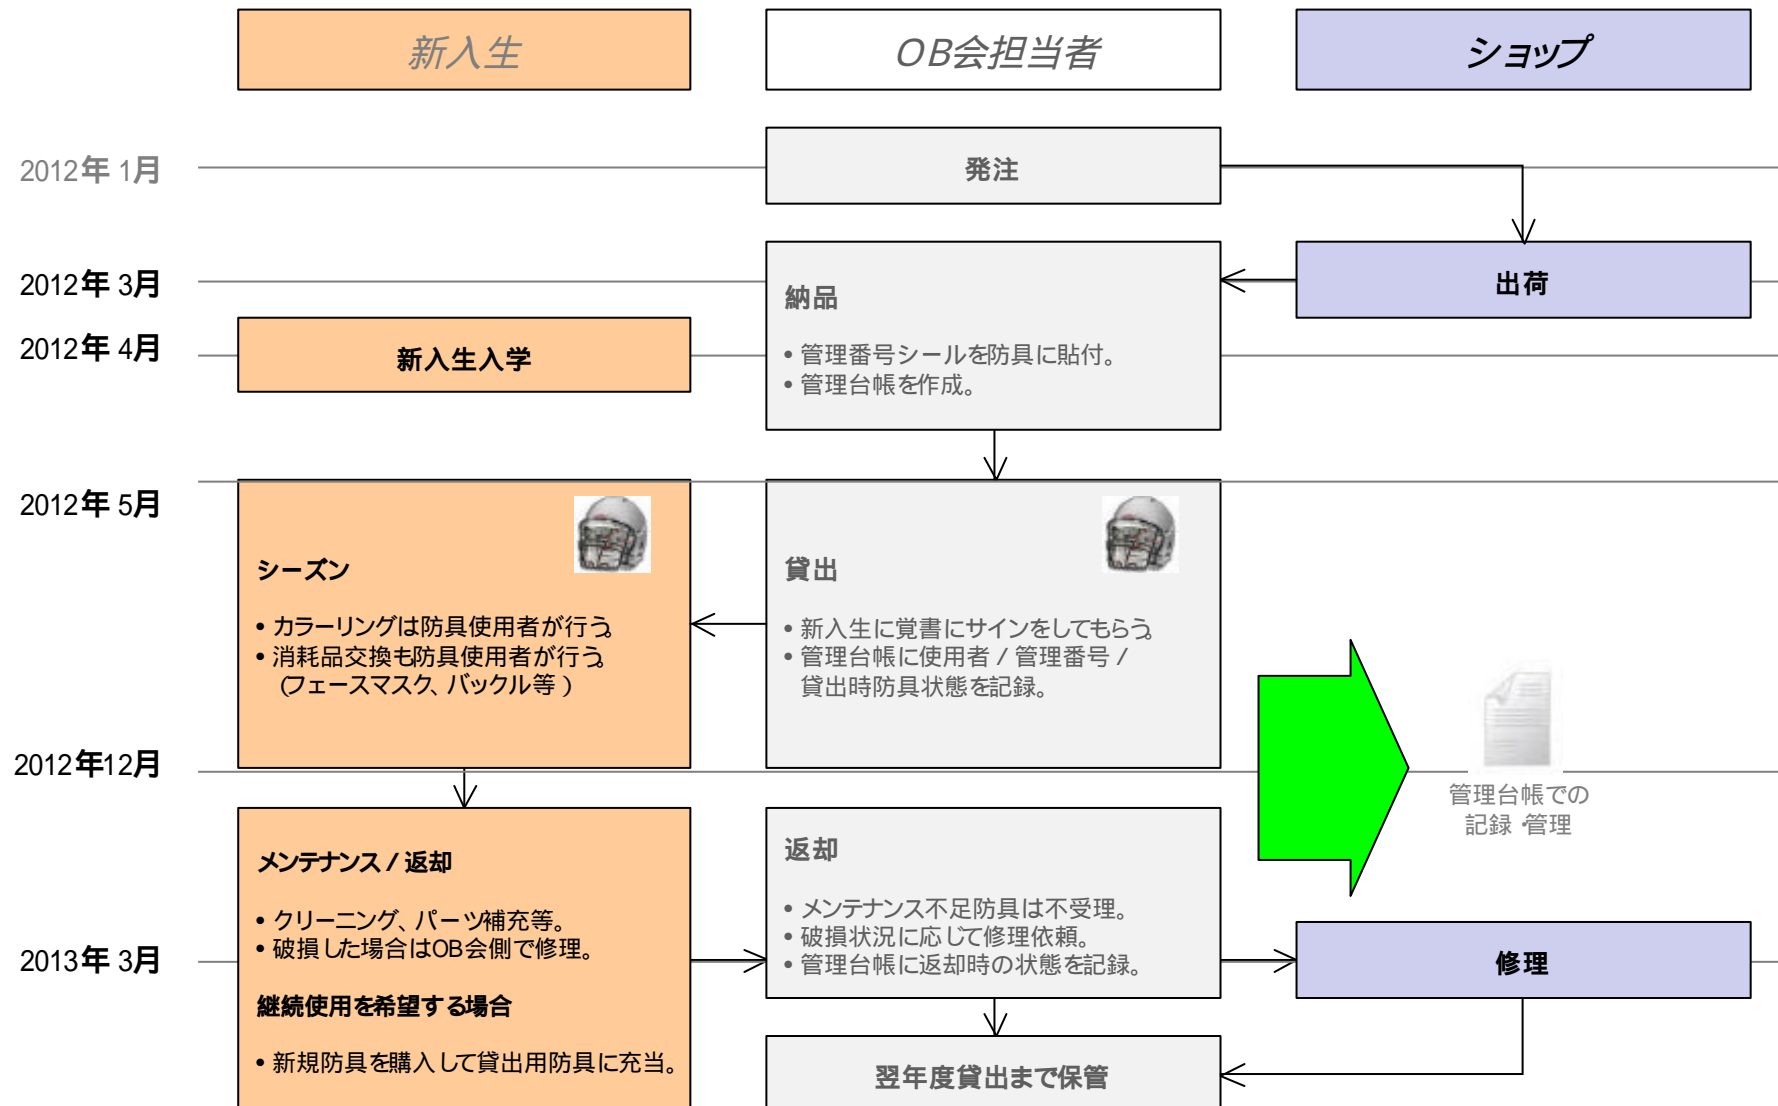 新入生
OB会担当者
ショップ
2012年 1月
発注
2012年 3月
出荷
納品
• 管理番号シールを防具に貼付。
• 管理台帳を作成。
2012年 4月
新入生入学
2012年 5月
シーズン
• カラーリングは防具使用者が行う。
• 消耗品交換も防具使用者が行う。
(フェースマスク、バックル等)
貸出
• 新入生に覚書にサインをしてもらう。
• 管理台帳に使用者 / 管理番号 /
貸出時防具状態を記録。
管理台帳での
記録・管理
2012年12月
メンテナンス / 返却
• クリーニング、パーツ補充等。
• 破損した場合はOB会側で修理。
継続使用を希望する場合
• 新規防具を購入して貸出用防具に充当。
返却
• メンテナンス不足防具は不受理。
• 破損状況に応じて修理依頼。
• 管理台帳に返却時の状態を記録。
2013年 3月
修理
翌年度貸出まで保管